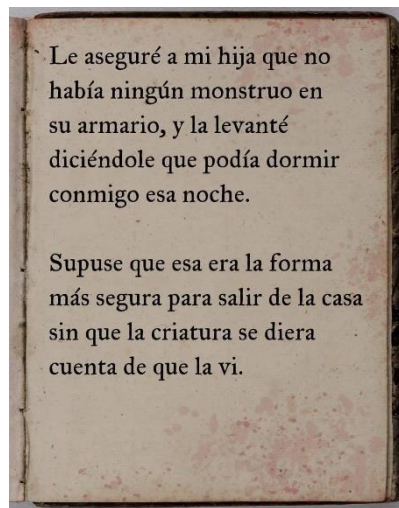 Le aseguré a mi hija que no
había ningún monstruo en
su armario, y la levanté
diciéndole que podía dormir
conmigo esa noche.
Supuse que esa era la forma
más segura para salir de la casa
sin que la criatura se diera
cuenta de que la vi.